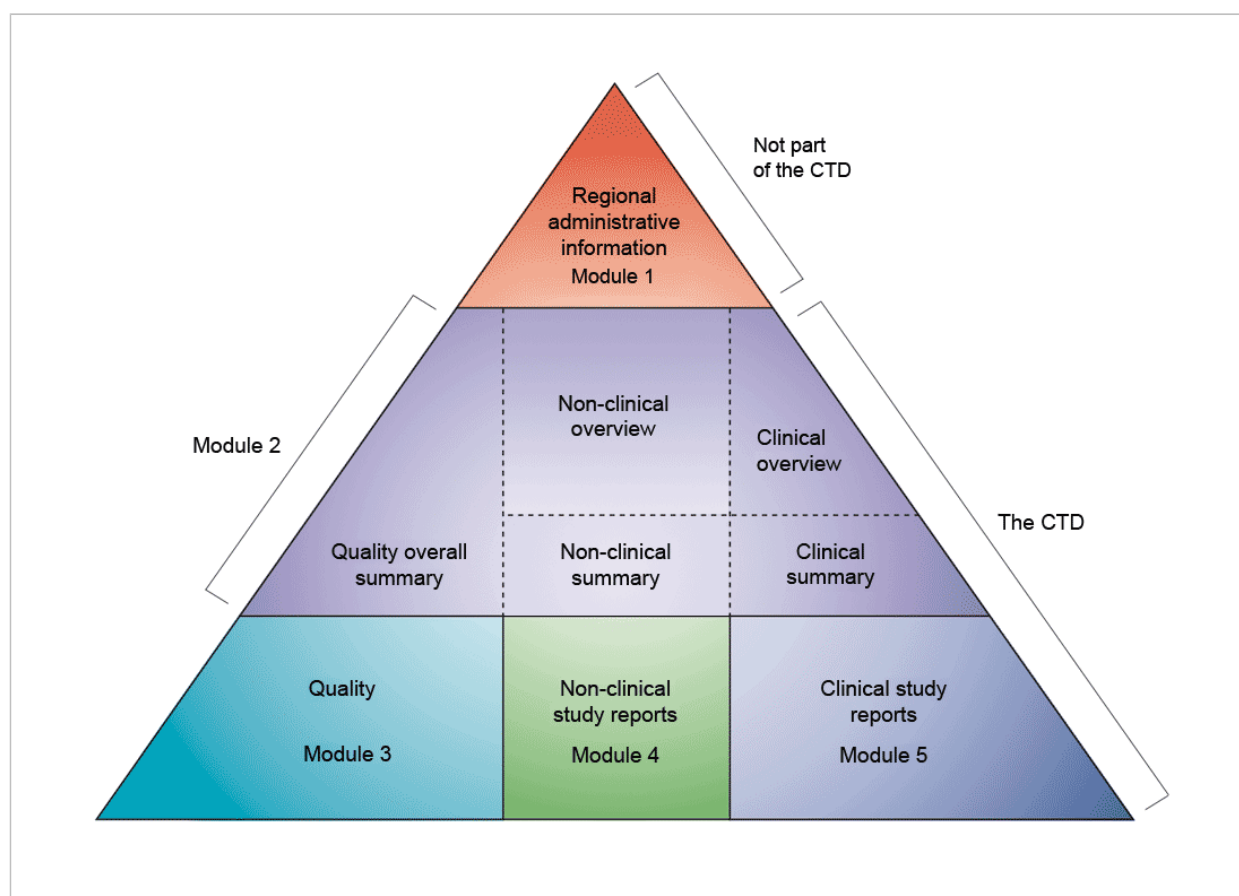 Not part
of the CTD
Regional
administrative
information
Module 1
Module 2
Non-clinical
overview
Clinical
overview
The CTD
Quality overall
summary
Non-clinical
summary
Clinical
summary
Quality
Module 3
Non-clinical
study reports
Module 4
Clinical study
reports
Module 5